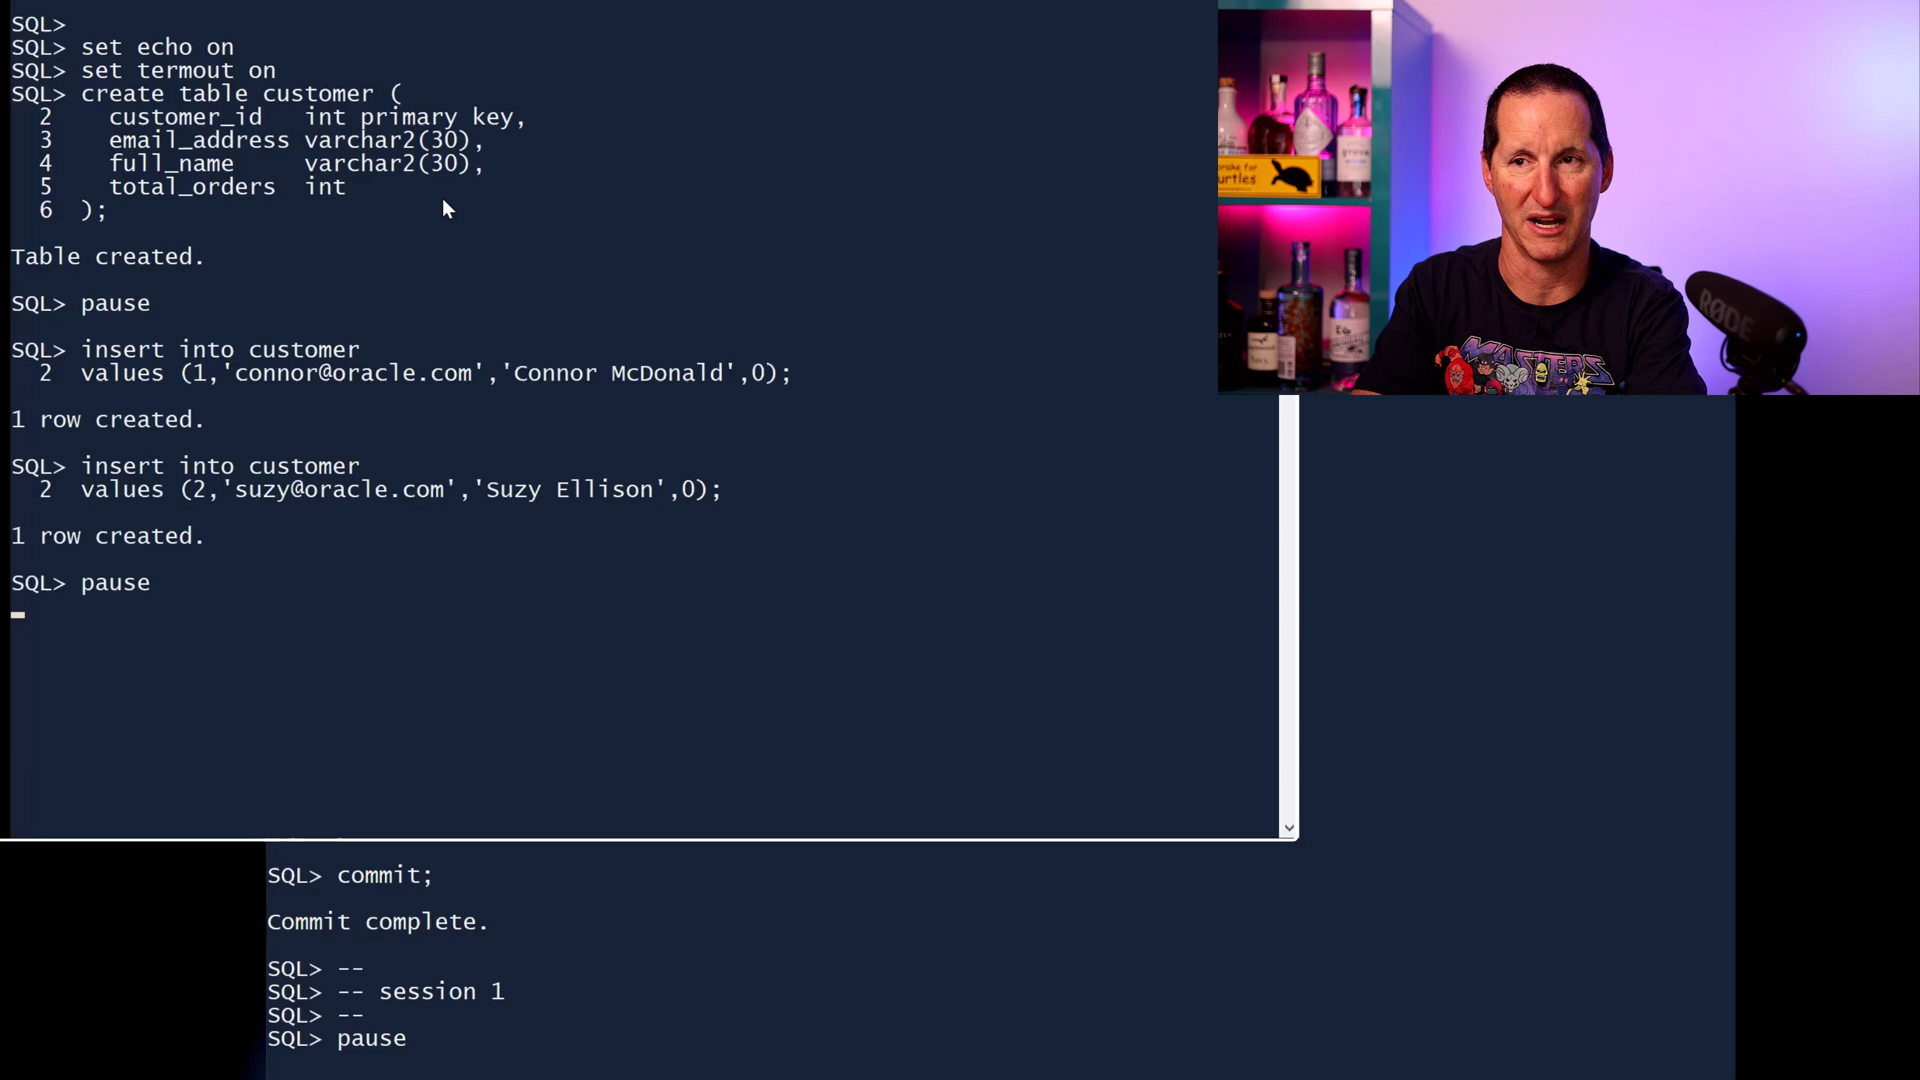 SQL>
SQL> set echo on
SQL> set termout on
SQL> create table customer (
  2    customer_id   int primary key,
  3    email_address varchar2(30),
  4    full_name     varchar2(30),
  5    total_orders  int
  6  );
Table created.
SQL> pause
SQL> insert into customer
  2  values (1,'connor@oracle.com','Connor McDonald',0);
1 row created.
SQL> insert into customer
  2  values (2,'suzy@oracle.com','Suzy Ellison',0);
1 row created.
SQL> pause
RØDE
MASTERS
SQL> commit;
Commit complete.
SQL> --
SQL> -- session 1
SQL> --
SQL> pause